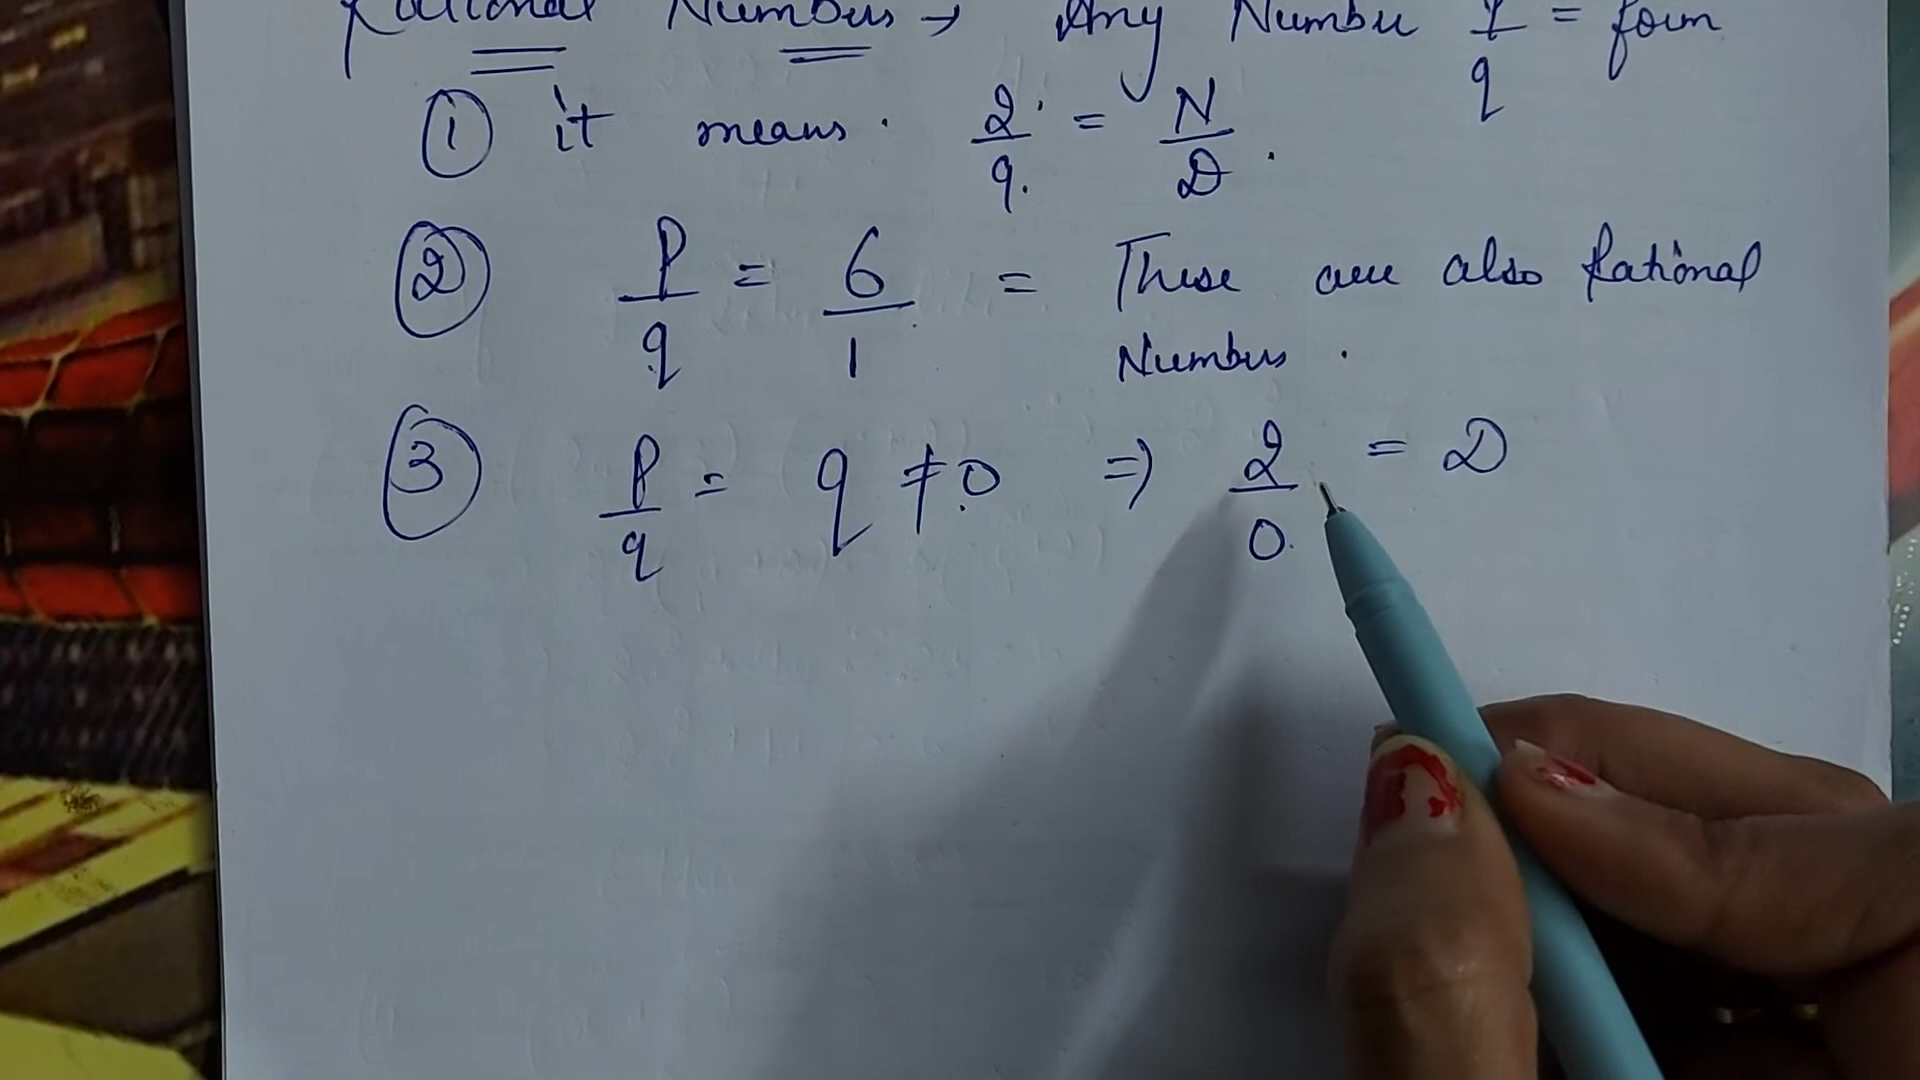 Rational Numbers → Any Number p/q = form
① it means. 2/9. = N/D.
② p/q = 6/1 = These are also Rational
Numbers.
③ p/q = q ≠ 0 ⇒ 2/0. = D